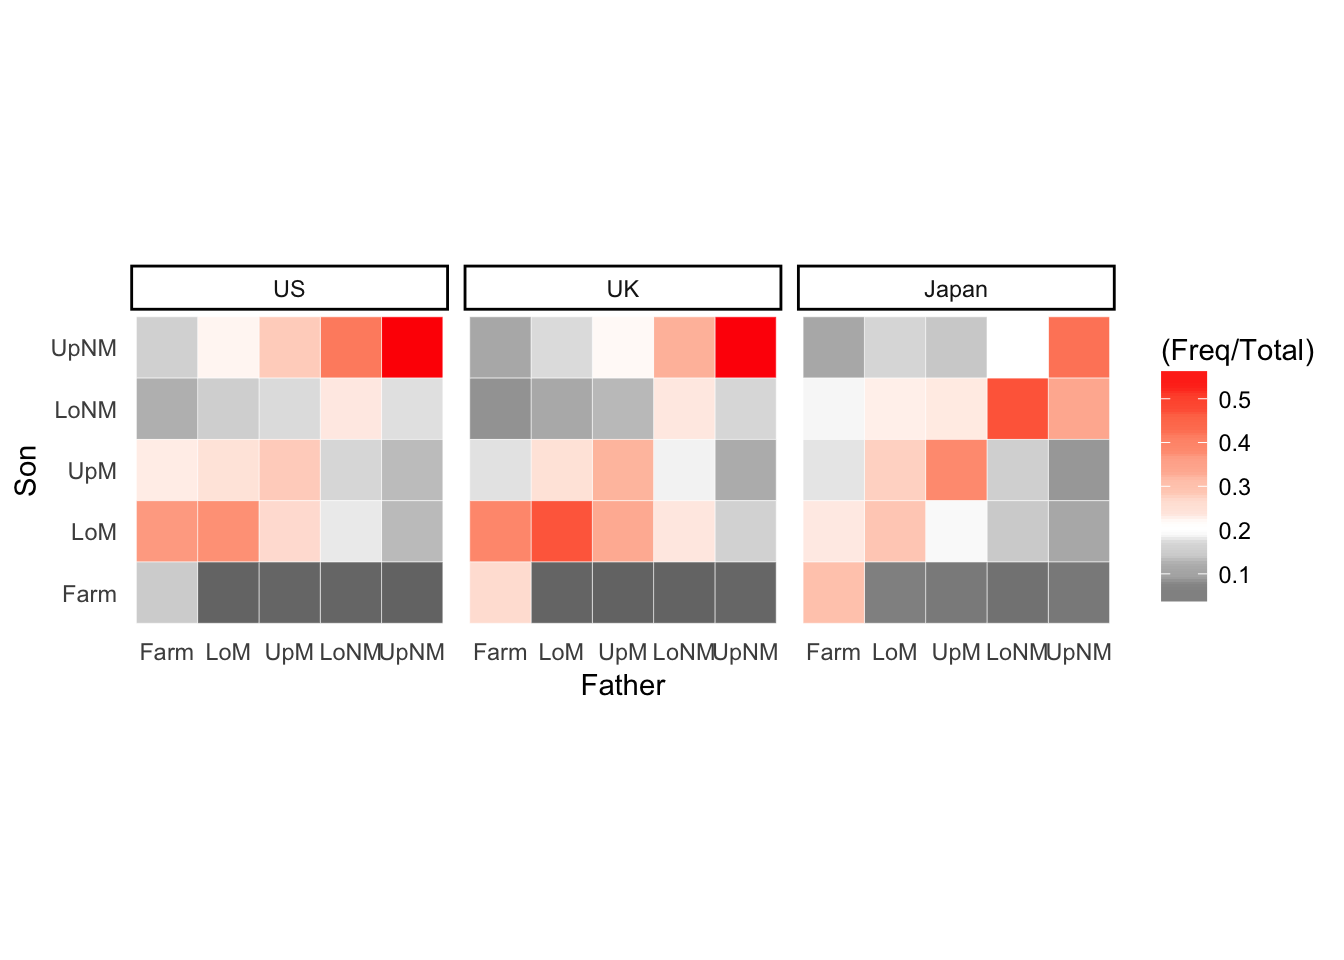 US UK Japan
(Freq/Total)
UpNM
LoNM
UpM
LoM
Farm
Son
0.5
0.4
0.3
0.2
0.1
Farm LoM UpM LoNM UpNM Farm LoM UpM LoNM UpNM Farm LoM UpM LoNM UpNM
Father